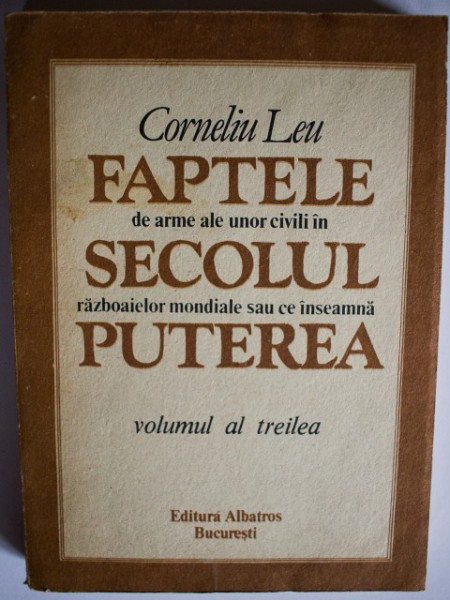 Corneliu Leu
FAPTELE
de arme ale unor civili în
SECOLUL
războaielor mondiale sau ce înseamnă
PUTEREA
volumul al treilea
Editura Albatros
București